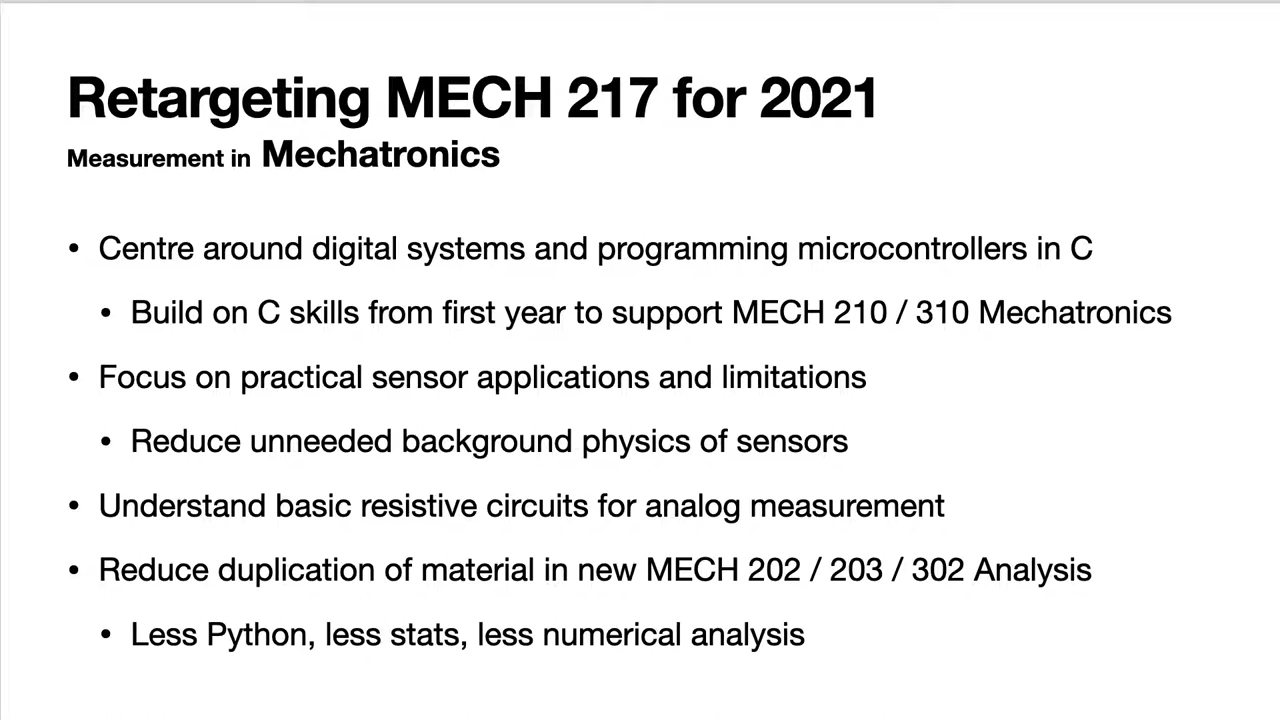 Retargeting MECH 217 for 2021
Measurement in Mechatronics
• Centre around digital systems and programming microcontrollers in C
• Build on C skills from first year to support MECH 210 / 310 Mechatronics
• Focus on practical sensor applications and limitations
• Reduce unneeded background physics of sensors
• Understand basic resistive circuits for analog measurement
• Reduce duplication of material in new MECH 202 / 203 / 302 Analysis
• Less Python, less stats, less numerical analysis